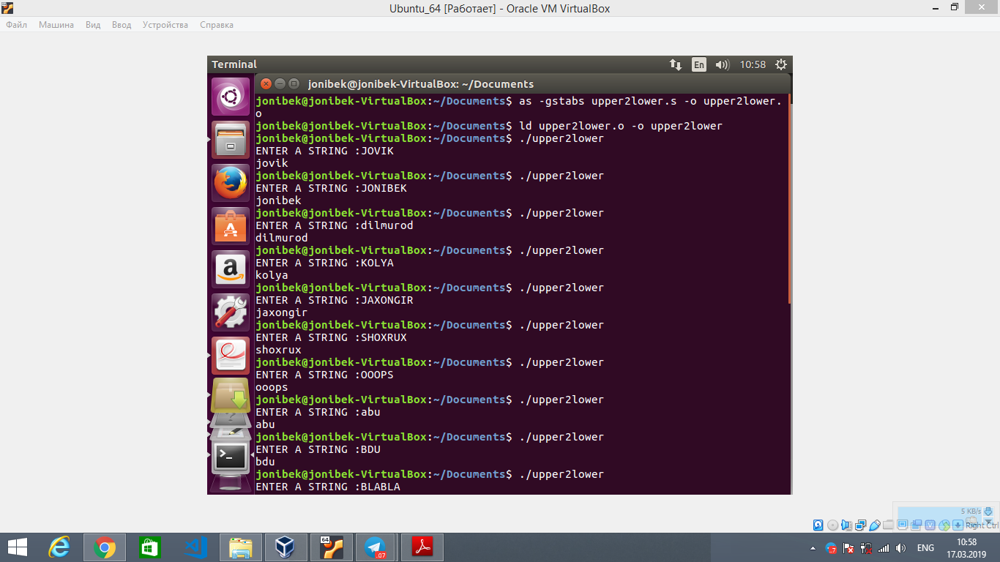 Ubuntu_64 [Работает] - Oracle VM VirtualBox
Файл Машина Вид Ввод Устройства Справка
Terminal En 10:58
jonibek@jonibek-VirtualBox: ~/Documents
jonibek@jonibek-VirtualBox:~/Documents$ as -gstabs upper2lower.s -o upper2lower.
o
jonibek@jonibek-VirtualBox:~/Documents$ ld upper2lower.o -o upper2lower
jonibek@jonibek-VirtualBox:~/Documents$ ./upper2lower
ENTER A STRING :JOVIK
jovik
jonibek@jonibek-VirtualBox:~/Documents$ ./upper2lower
ENTER A STRING :JONIBEK
jonibek
jonibek@jonibek-VirtualBox:~/Documents$ ./upper2lower
ENTER A STRING :dilmurod
dilmurod
jonibek@jonibek-VirtualBox:~/Documents$ ./upper2lower
ENTER A STRING :KOLYA
kolya
jonibek@jonibek-VirtualBox:~/Documents$ ./upper2lower
ENTER A STRING :JAXONGIR
jaxongir
jonibek@jonibek-VirtualBox:~/Documents$ ./upper2lower
ENTER A STRING :SHOXRUX
shoxrux
jonibek@jonibek-VirtualBox:~/Documents$ ./upper2lower
ENTER A STRING :OOOPS
ooops
jonibek@jonibek-VirtualBox:~/Documents$ ./upper2lower
ENTER A STRING :abu
abu
jonibek@jonibek-VirtualBox:~/Documents$ ./upper2lower
ENTER A STRING :BDU
bdu
jonibek@jonibek-VirtualBox:~/Documents$ ./upper2lower
ENTER A STRING :BLABLA
5 KB/s
Right Ctrl
64
.07
ENG
10:58
17.03.2019